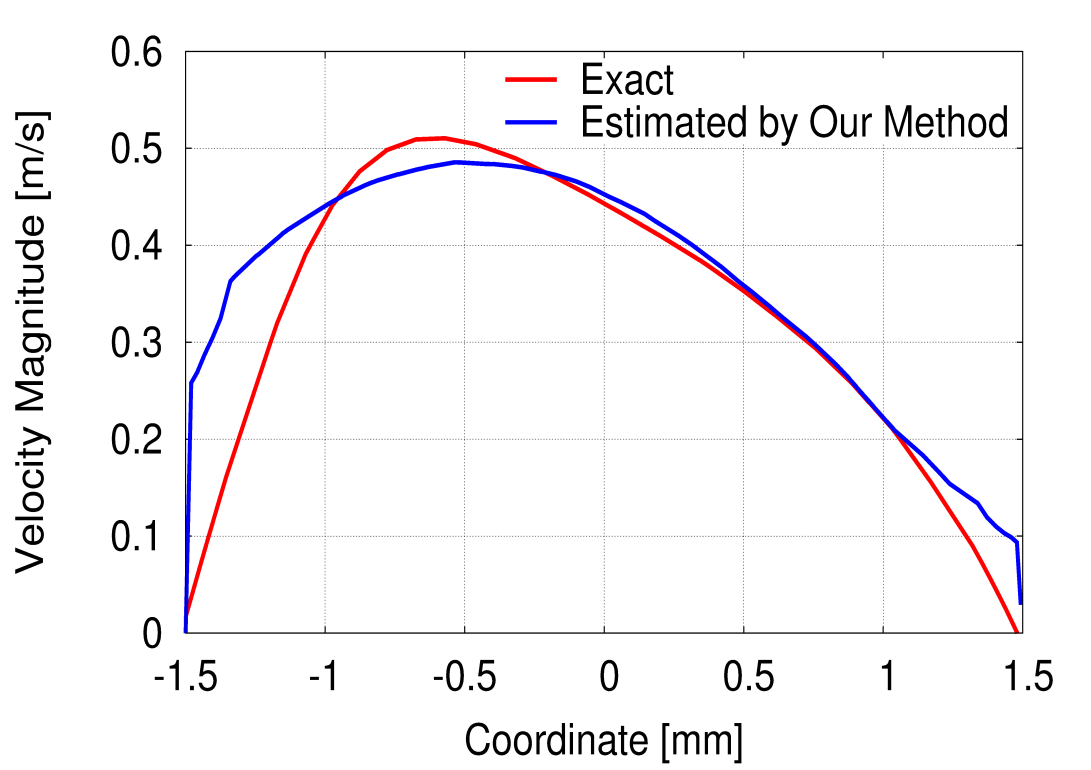 0.6
0.5
0.4
0.3
0.2
0.1
0
Velocity Magnitude [m/s]
Exact
Estimated by Our Method
-1.5 -1 -0.5 0 0.5 1 1.5
Coordinate [mm]